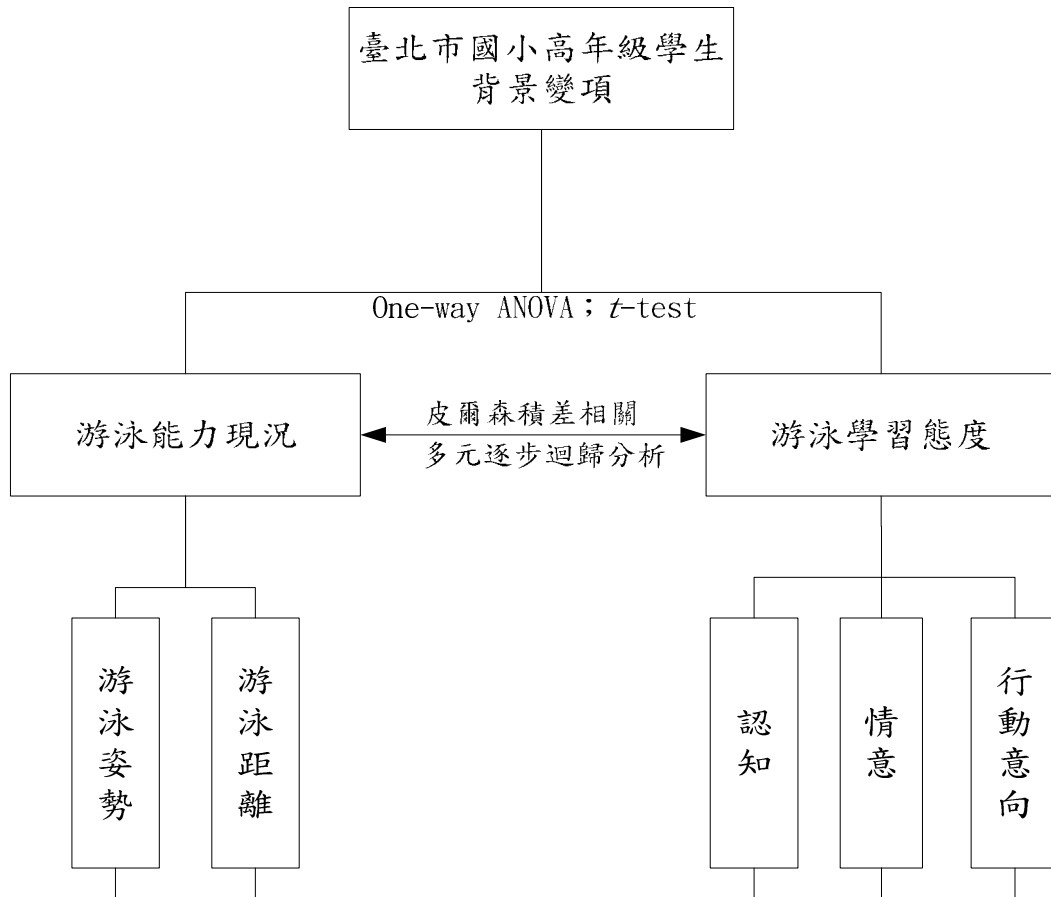 臺北市國小高年級學生
背景變項
One-way ANOVA；t-test
游泳能力現況
皮爾森積差相關
多元逐步迴歸分析
游泳學習態度
游泳姿勢
游泳距離
認知
情意
行動意向